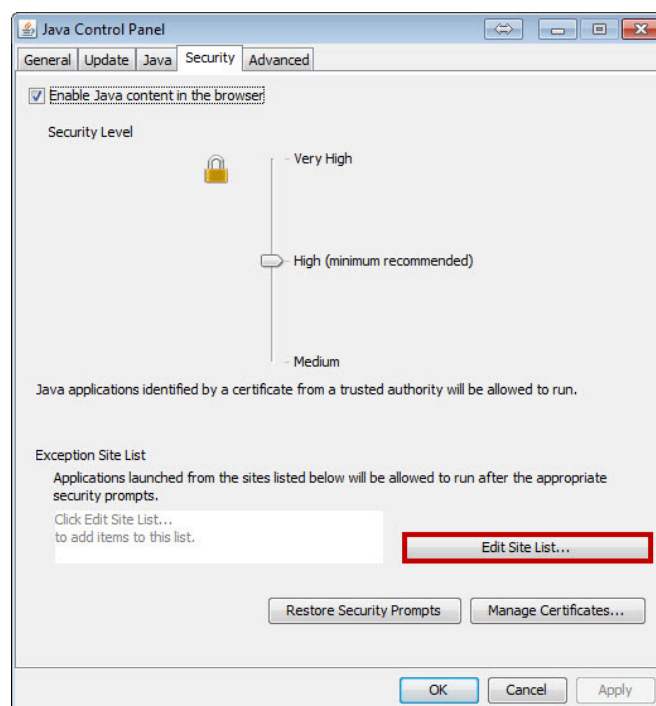 Java Control Panel
General Update Java Security Advanced
Enable Java content in the browser
Security Level
Very High
High (minimum recommended)
Medium
Java applications identified by a certificate from a trusted authority will be allowed to run.
Exception Site List
Applications launched from the sites listed below will be allowed to run after the appropriate
security prompts.
Click Edit Site List...
to add items to this list.
Edit Site List...
Restore Security Prompts Manage Certificates...
OK Cancel Apply